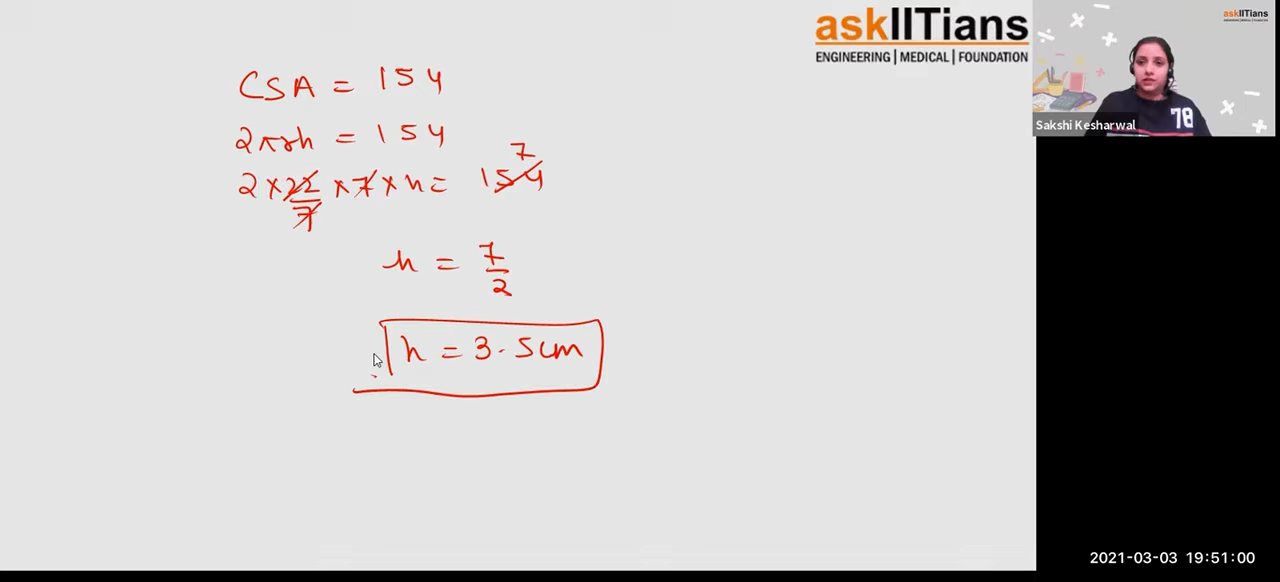 askIITians
ENGINEERING | MEDICAL | FOUNDATION
askIITians
78
Sakshi Kesharwal
CSA = 154
2πrh = 154
2 × 22/7 × 7 × h = 154 7
h = 7/2
h = 3.5cm
2021-03-03 19:51:00